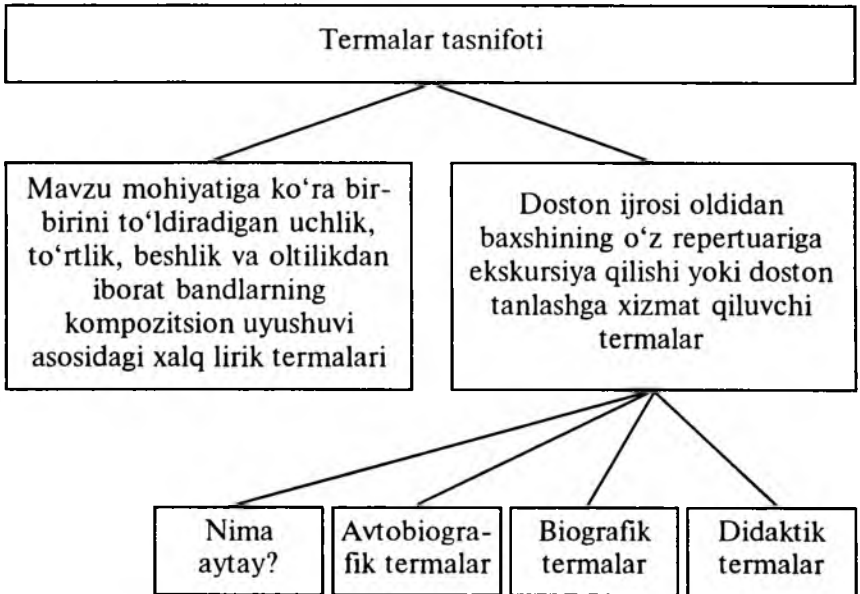 Termalar tasnifoti
Mavzu mohiyatiga ko‘ra bir-
birini to‘ldiradigan uchlik,
to‘rtlik, beshlik va oltilikdan
iborat bandlarning
kompozitsion uyushuvi
asosidagi xalq lirik termalari
Doston ijrosi oldidan
baxshining o‘z repertuariga
ekskursiya qilishi yoki doston
tanlashga xizmat qiluvchi
termalar
Nima
aytay?
Avtobiogra-
fik termalar
Biografik
termalar
Didaktik
termalar